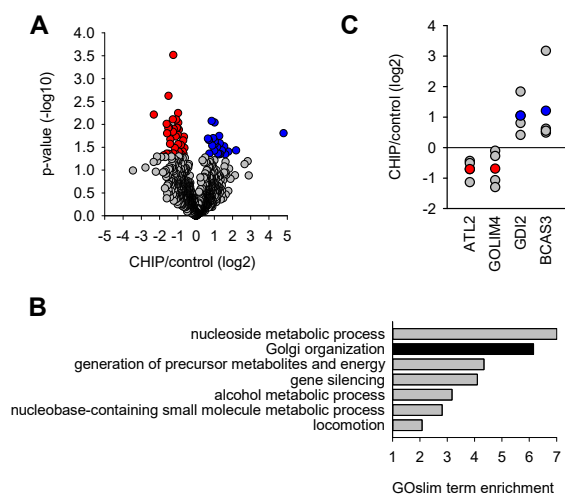 A
p-value (-log10)
4.0
3.5
3.0
2.5
2.0
1.5
1.0
0.5
0.0
-5 -4 -3 -2 -1 0 1 2 3 4 5
CHIP/control (log2)
C
CHIP/control (log2)
4
3
2
1
0
-1
-2
ATL2
GOLIM4
GDI2
BCAS3
B
nucleoside metabolic process
Golgi organization
generation of precursor metabolites and energy
gene silencing
alcohol metabolic process
nucleobase-containing small molecule metabolic process
locomotion
1 2 3 4 5 6 7
GOslim term enrichment